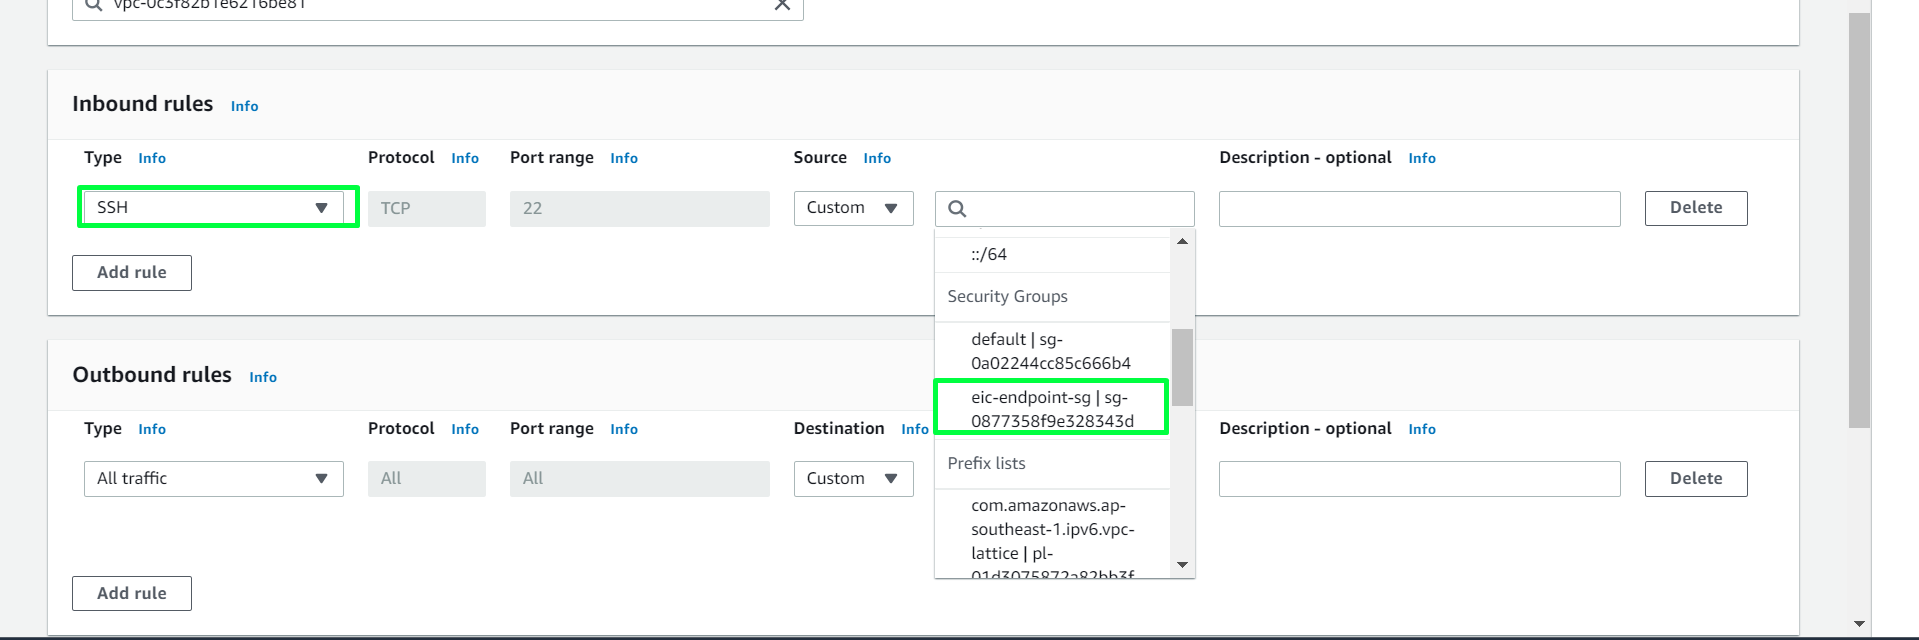 vpc-0c3f82b1e6216be81
Inbound rules Info
Type Info Protocol Info Port range Info Source Info Description - optional Info
SSH TCP 22 Custom Delete
::/64
Add rule
Security Groups
default | sg-
0a02244cc85c666b4
eic-endpoint-sg | sg-
0877358f9e328343d
Prefix lists
com.amazonaws.ap-
southeast-1.ipv6.vpc-
lattice | pl-
01d3075872a82bb3f
Outbound rules Info
Type Info Protocol Info Port range Info Destination Info Description - optional Info
All traffic All All Custom Delete
Add rule